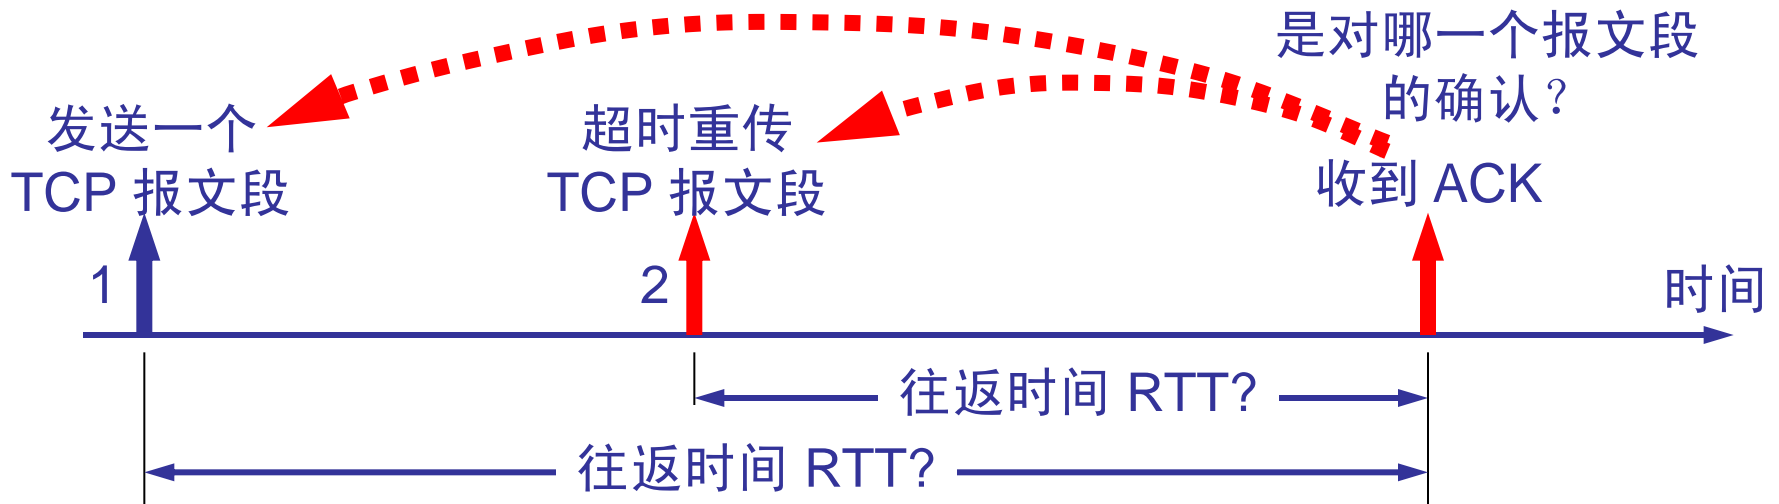 是对哪一个报文段
的确认？
发送一个
TCP 报文段
超时重传
TCP 报文段
收到 ACK
1
2
时间
往返时间 RTT?
往返时间 RTT?